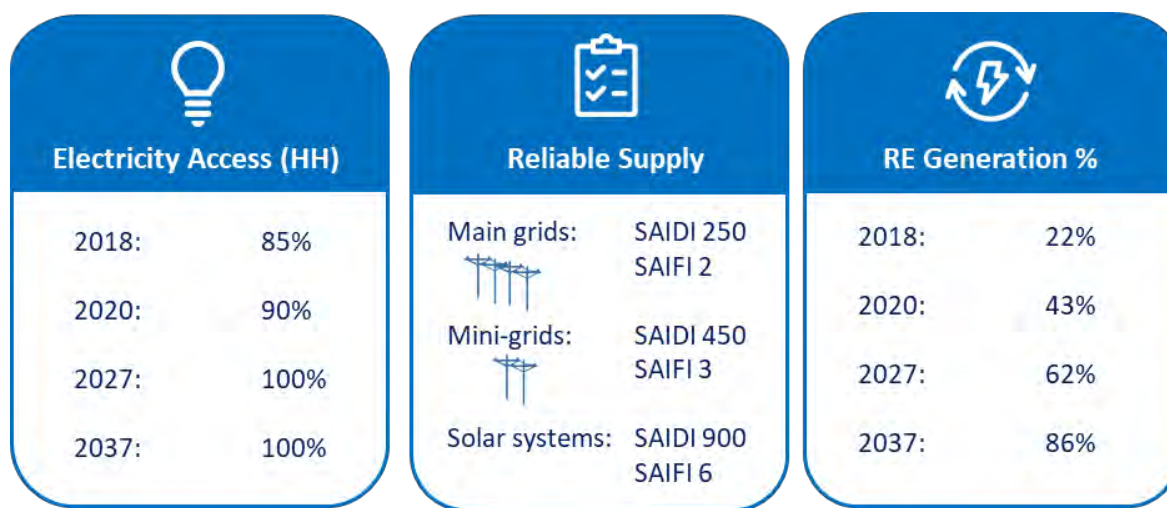 Electricity Access (HH)
2018: 85%
2020: 90%
2027: 100%
2037: 100%
Reliable Supply
Main grids: SAIDI 250
SAIFI 2
Mini-grids: SAIDI 450
SAIFI 3
Solar systems: SAIDI 900
SAIFI 6
RE Generation %
2018: 22%
2020: 43%
2027: 62%
2037: 86%